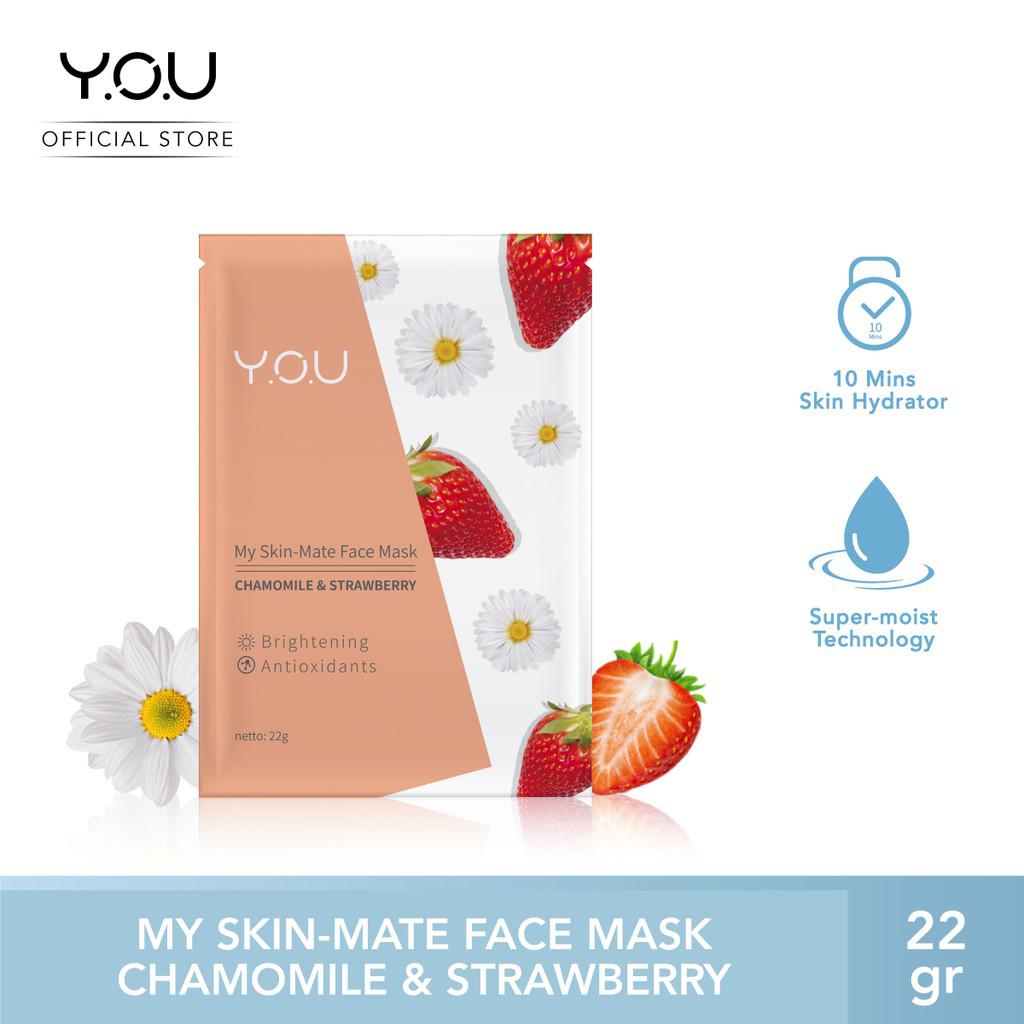 Y.O.U
OFFICIAL STORE
Y.O.U
My Skin-Mate Face Mask
CHAMOMILE & STRAWBERRY
Brightening
Antioxidants
netto: 22g
10
Mins
10 Mins
Skin Hydrator
Super-moist
Technology
MY SKIN-MATE FACE MASK
CHAMOMILE & STRAWBERRY
22
gr